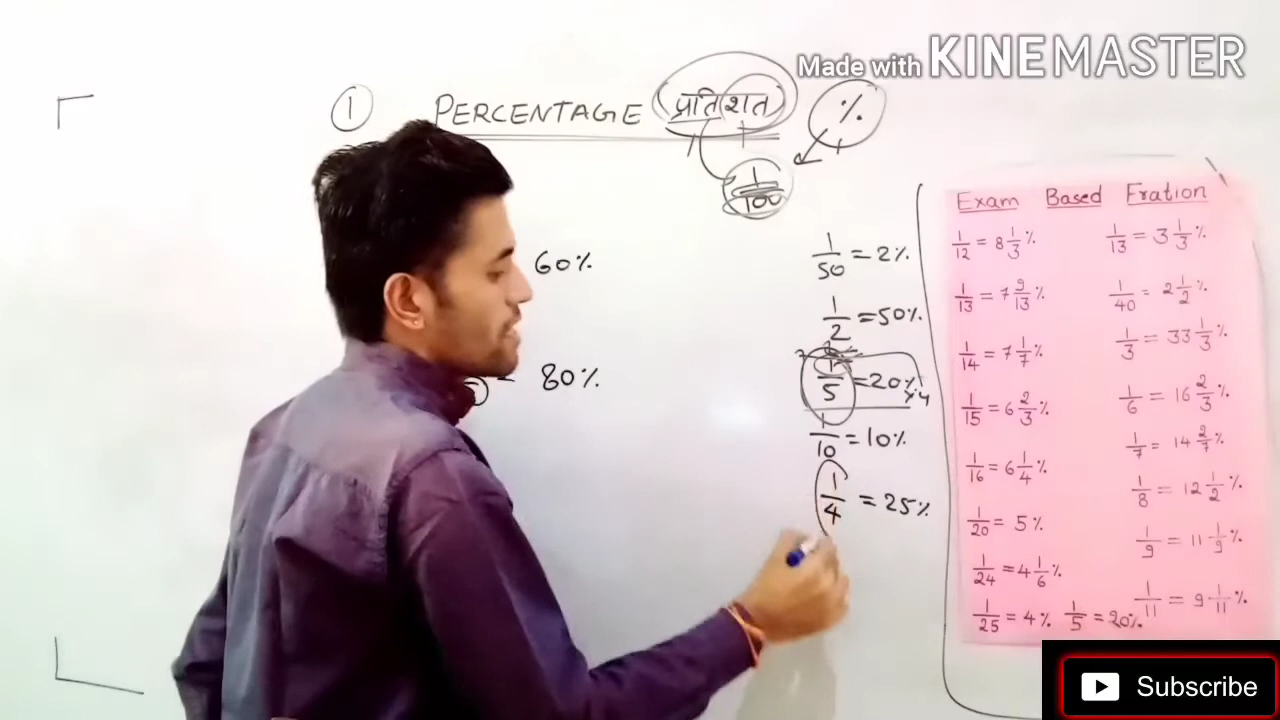 Made with KINEMASTER
① PERCENTAGE (प्रतिशत) %
1/100
60%
80%
1/50 = 2%
1/2 = 50%
1/5 = 20%
1/10 = 10%
1/4 = 25%
Exam Based Fration
1/12 = 8 1/3%
1/13 = 7 9/13%
1/14 = 7 1/7%
1/15 = 6 2/3%
1/16 = 6 1/4%
1/20 = 5%
1/24 = 4 1/6%
1/25 = 4% 1/5 = 20%
1/13 = 3 1/3%
1/40 = 2 1/2%
1/3 = 33 1/3%
1/6 = 16 2/3%
1/7 = 14 2/7%
1/8 = 12 1/2%
1/9 = 11 1/9%
1/11 = 9 1/11%
Subscribe